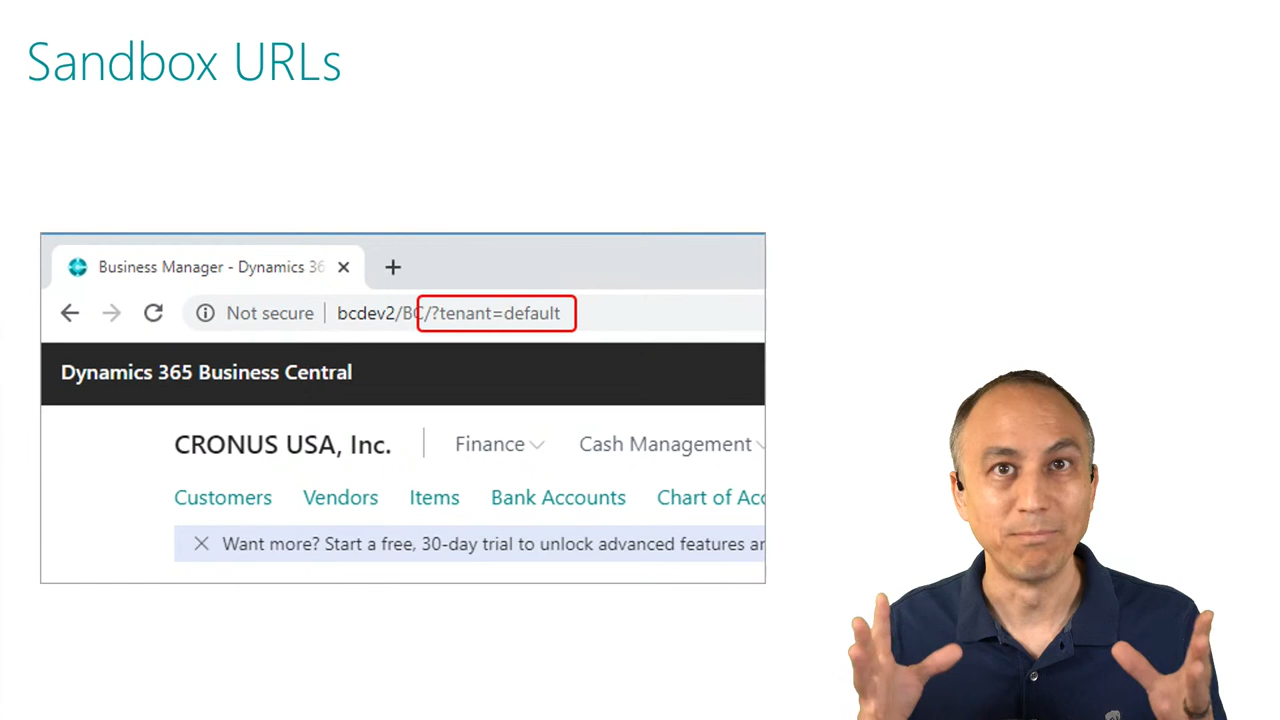 Sandbox URLs
Business Manager - Dynamics 36
Not secure | bcdev2/BC/?tenant=default
Dynamics 365 Business Central
CRONUS USA, Inc. Finance Cash Management
Customers Vendors Items Bank Accounts Chart of Acc
Want more? Start a free, 30-day trial to unlock advanced features an